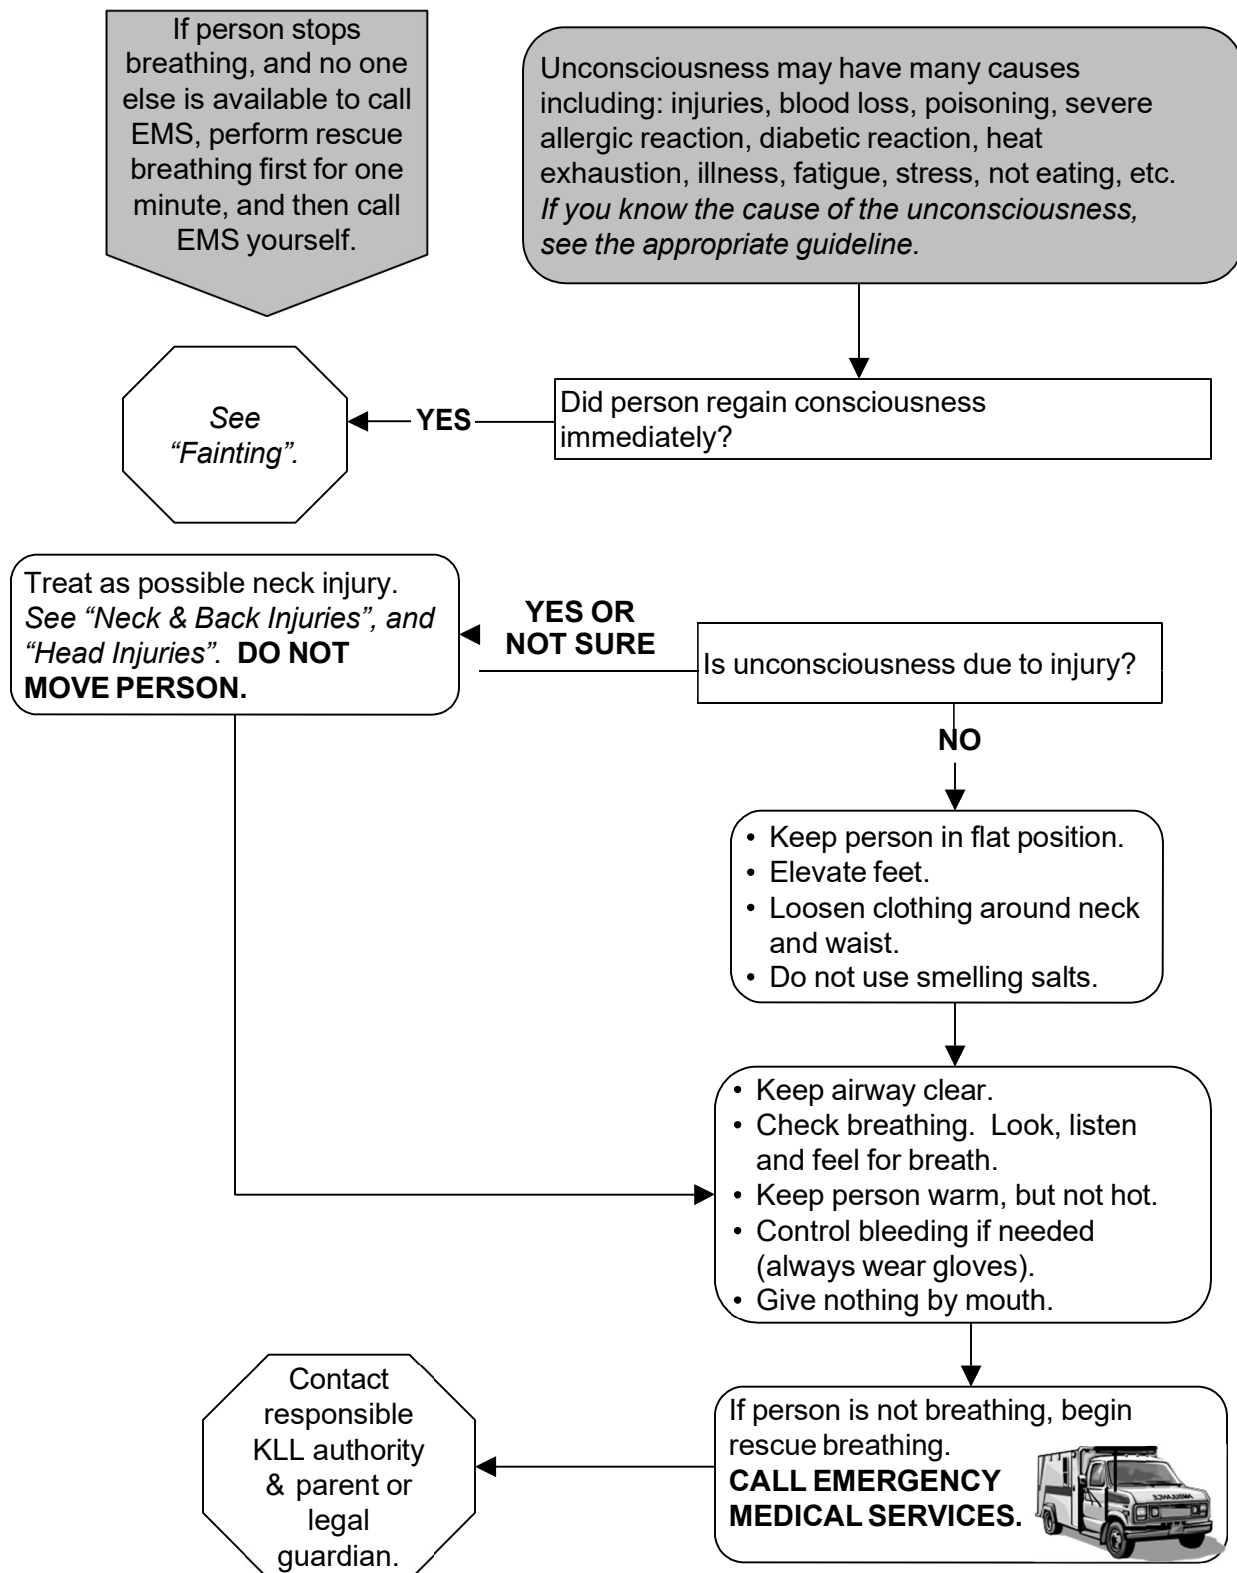 If person stops
breathing, and no one
else is available to call
EMS, perform rescue
breathing first for one
minute, and then call
EMS yourself.
Unconsciousness may have many causes
including: injuries, blood loss, poisoning, severe
allergic reaction, diabetic reaction, heat
exhaustion, illness, fatigue, stress, not eating, etc.
If you know the cause of the unconsciousness,
see the appropriate guideline.
Did person regain consciousness
immediately?
YES
See
“Fainting”.
Is unconsciousness due to injury?
YES OR
NOT SURE
Treat as possible neck injury.
See “Neck & Back Injuries”, and
“Head Injuries”. DO NOT
MOVE PERSON.
NO
• Keep person in flat position.
• Elevate feet.
• Loosen clothing around neck
and waist.
• Do not use smelling salts.
• Keep airway clear.
• Check breathing. Look, listen
and feel for breath.
• Keep person warm, but not hot.
• Control bleeding if needed
(always wear gloves).
• Give nothing by mouth.
If person is not breathing, begin
rescue breathing.
CALL EMERGENCY
MEDICAL SERVICES.
Contact
responsible
KLL authority
& parent or
legal
guardian.